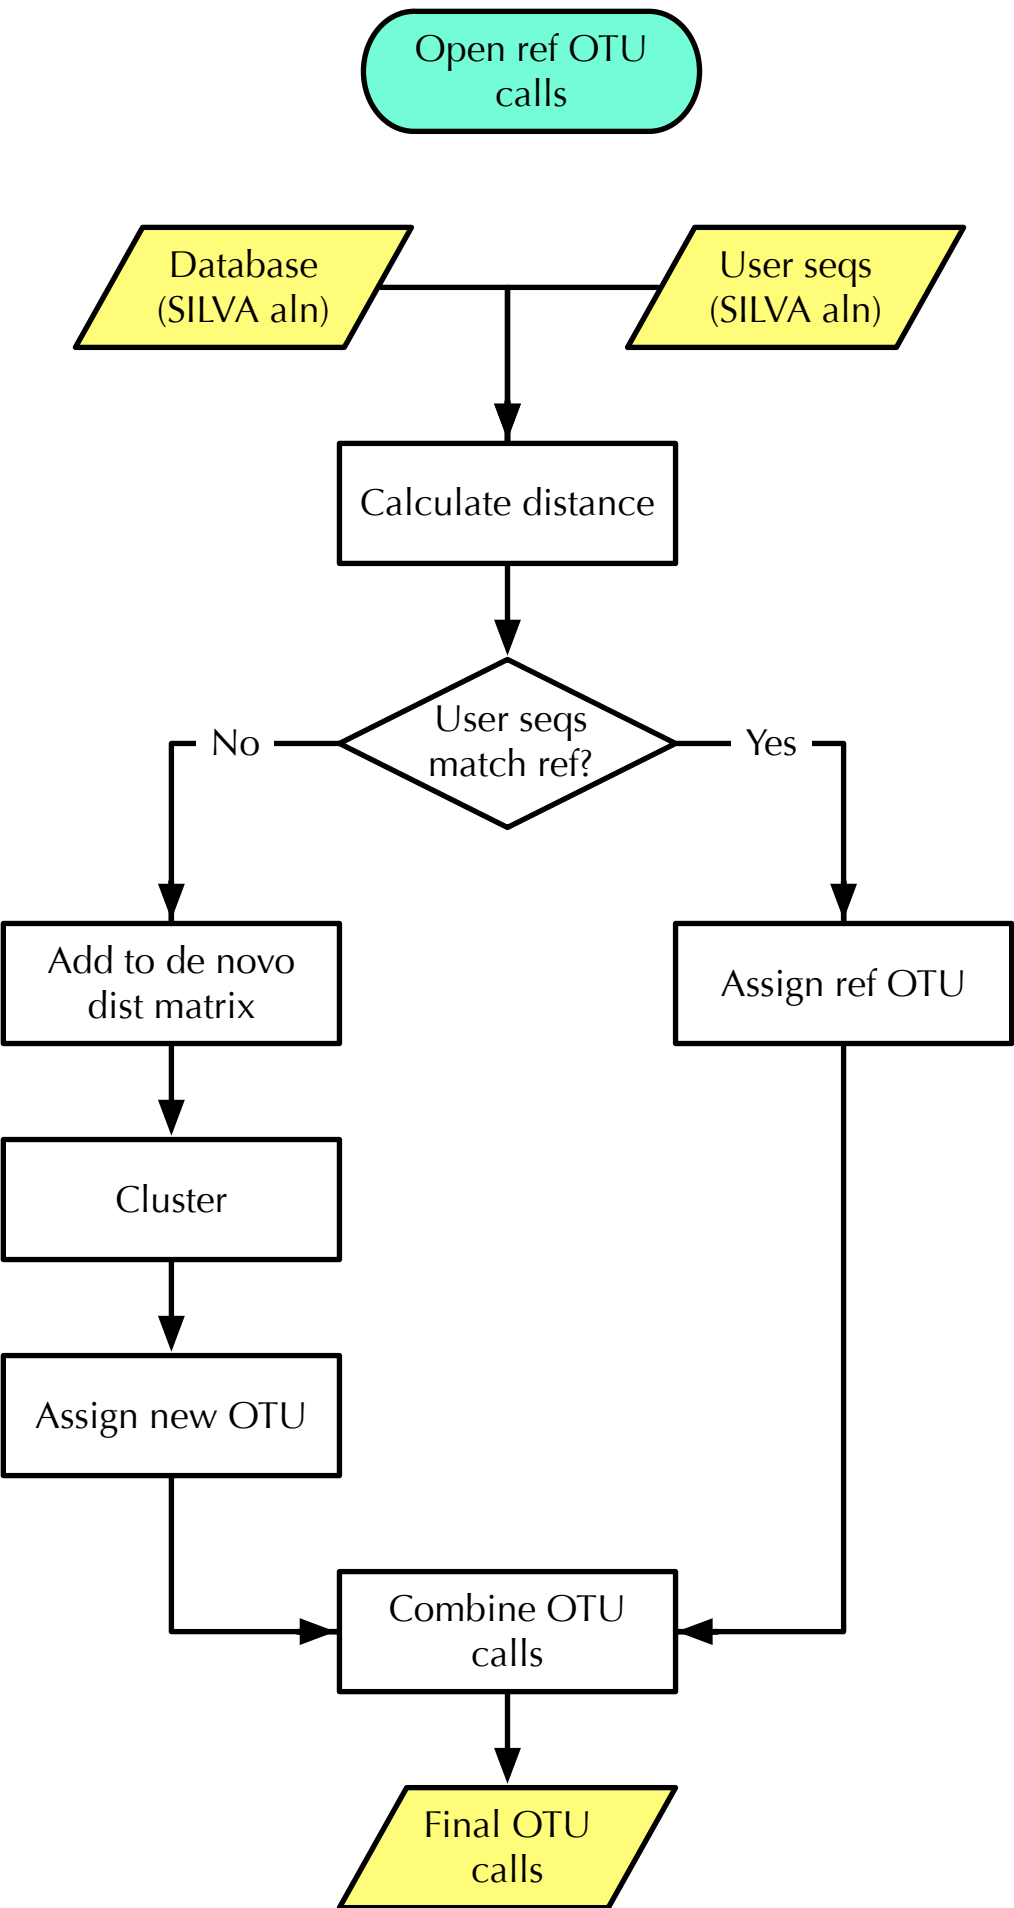 Open ref OTU
calls
Database
(SILVA aln)
User seqs
(SILVA aln)
Calculate distance
User seqs
match ref?
No
Yes
Add to de novo
dist matrix
Assign ref OTU
Cluster
Assign new OTU
Combine OTU
calls
Final OTU
calls